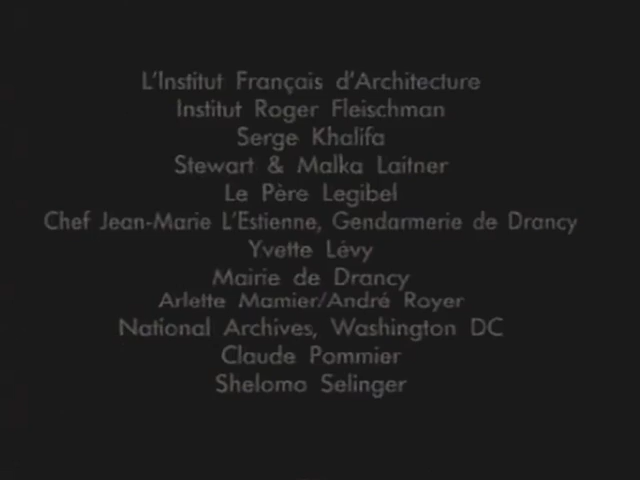 L'Institut Français d'Architecture
Institut Roger Fleischman
Serge Khalifa
Stewart & Malka Laitner
Le Père Legibel
Chef Jean-Marie L'Estienne, Gendarmerie de Drancy
Yvette Lévy
Mairie de Drancy
Arlette Mamier/André Royer
National Archives, Washington DC
Claude Pommier
Shelomo Selinger